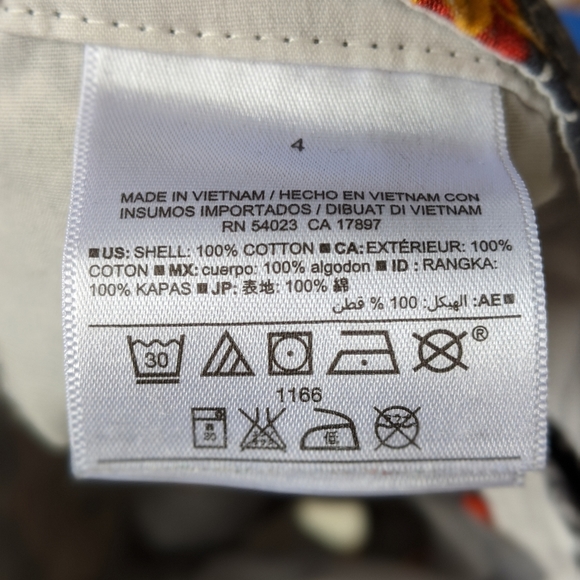 4
MADE IN VIETNAM / HECHO EN VIETNAM CON
INSUMOS IMPORTADOS / DIBUAT DI VIETNAM
RN 54023 CA 17897
■US: SHELL: 100% COTTON ■ CA:EXTÉRIEUR: 100%
COTON ■ MX: cuerpo: 100% algodon ■ ID : RANGKA:
100% KAPAS ■ JP: 表地: 100% 綿
■AE: الهيكل: 100 % قطن
30 ®
1166
30 低